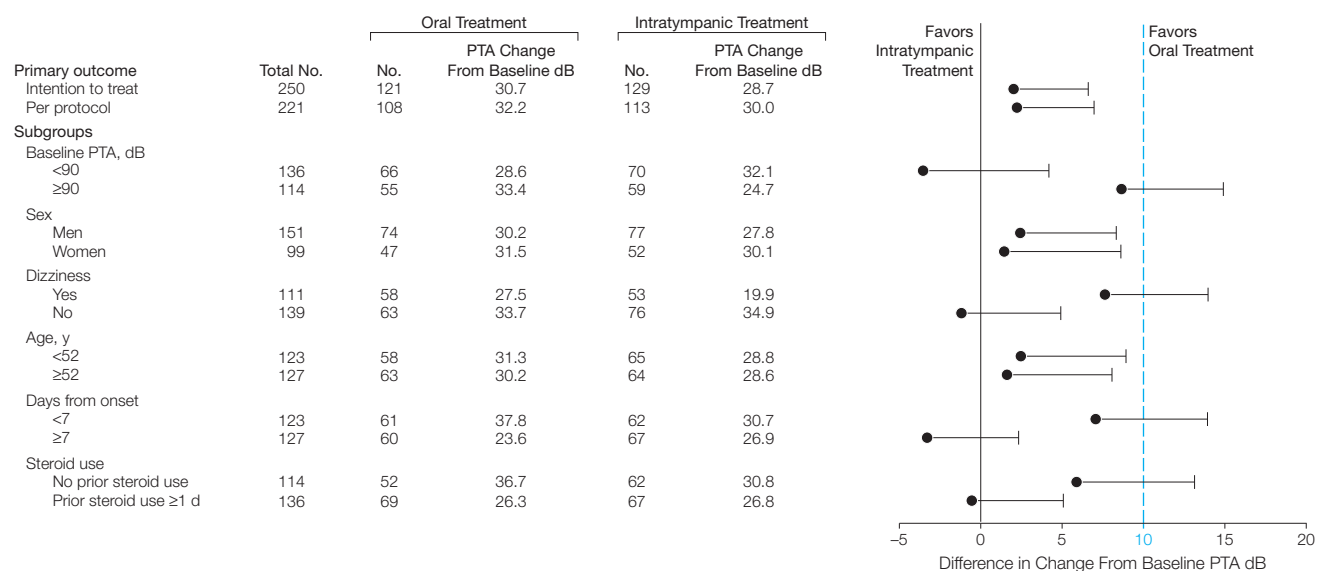 Oral Treatment Intratympanic Treatment
Favors Intratympanic Treatment
Favors Oral Treatment
Primary outcome Total No. No. PTA Change From Baseline dB No. PTA Change From Baseline dB
Intention to treat 250 121 30.7 129 28.7
Per protocol 221 108 32.2 113 30.0
Subgroups
Baseline PTA, dB
<90 136 66 28.6 70 32.1
≥90 114 55 33.4 59 24.7
Sex
Men 151 74 30.2 77 27.8
Women 99 47 31.5 52 30.1
Dizziness
Yes 111 58 27.5 53 19.9
No 139 63 33.7 76 34.9
Age, y
<52 123 58 31.3 65 28.8
≥52 127 63 30.2 64 28.6
Days from onset
<7 123 61 37.8 62 30.7
≥7 127 60 23.6 67 26.9
Steroid use
No prior steroid use 114 52 36.7 62 30.8
Prior steroid use ≥1 d 136 69 26.3 67 26.8
–5 0 5 10 15 20
Difference in Change From Baseline PTA dB